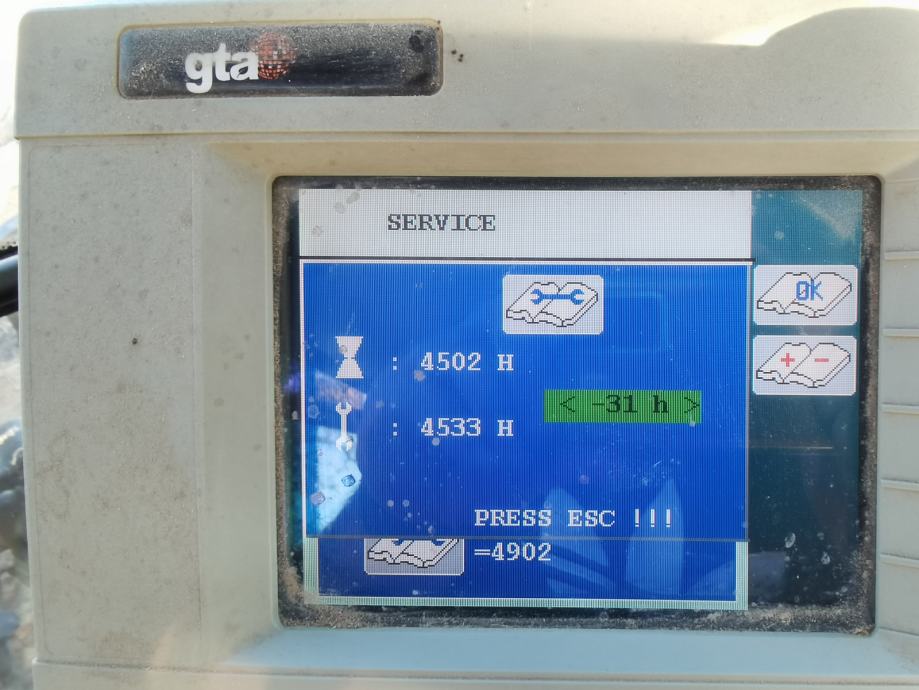 gta
SERVICE
OK
: 4502 H
+ -
< -31 h >
: 4533 H
PRESS ESC !!!
=4902